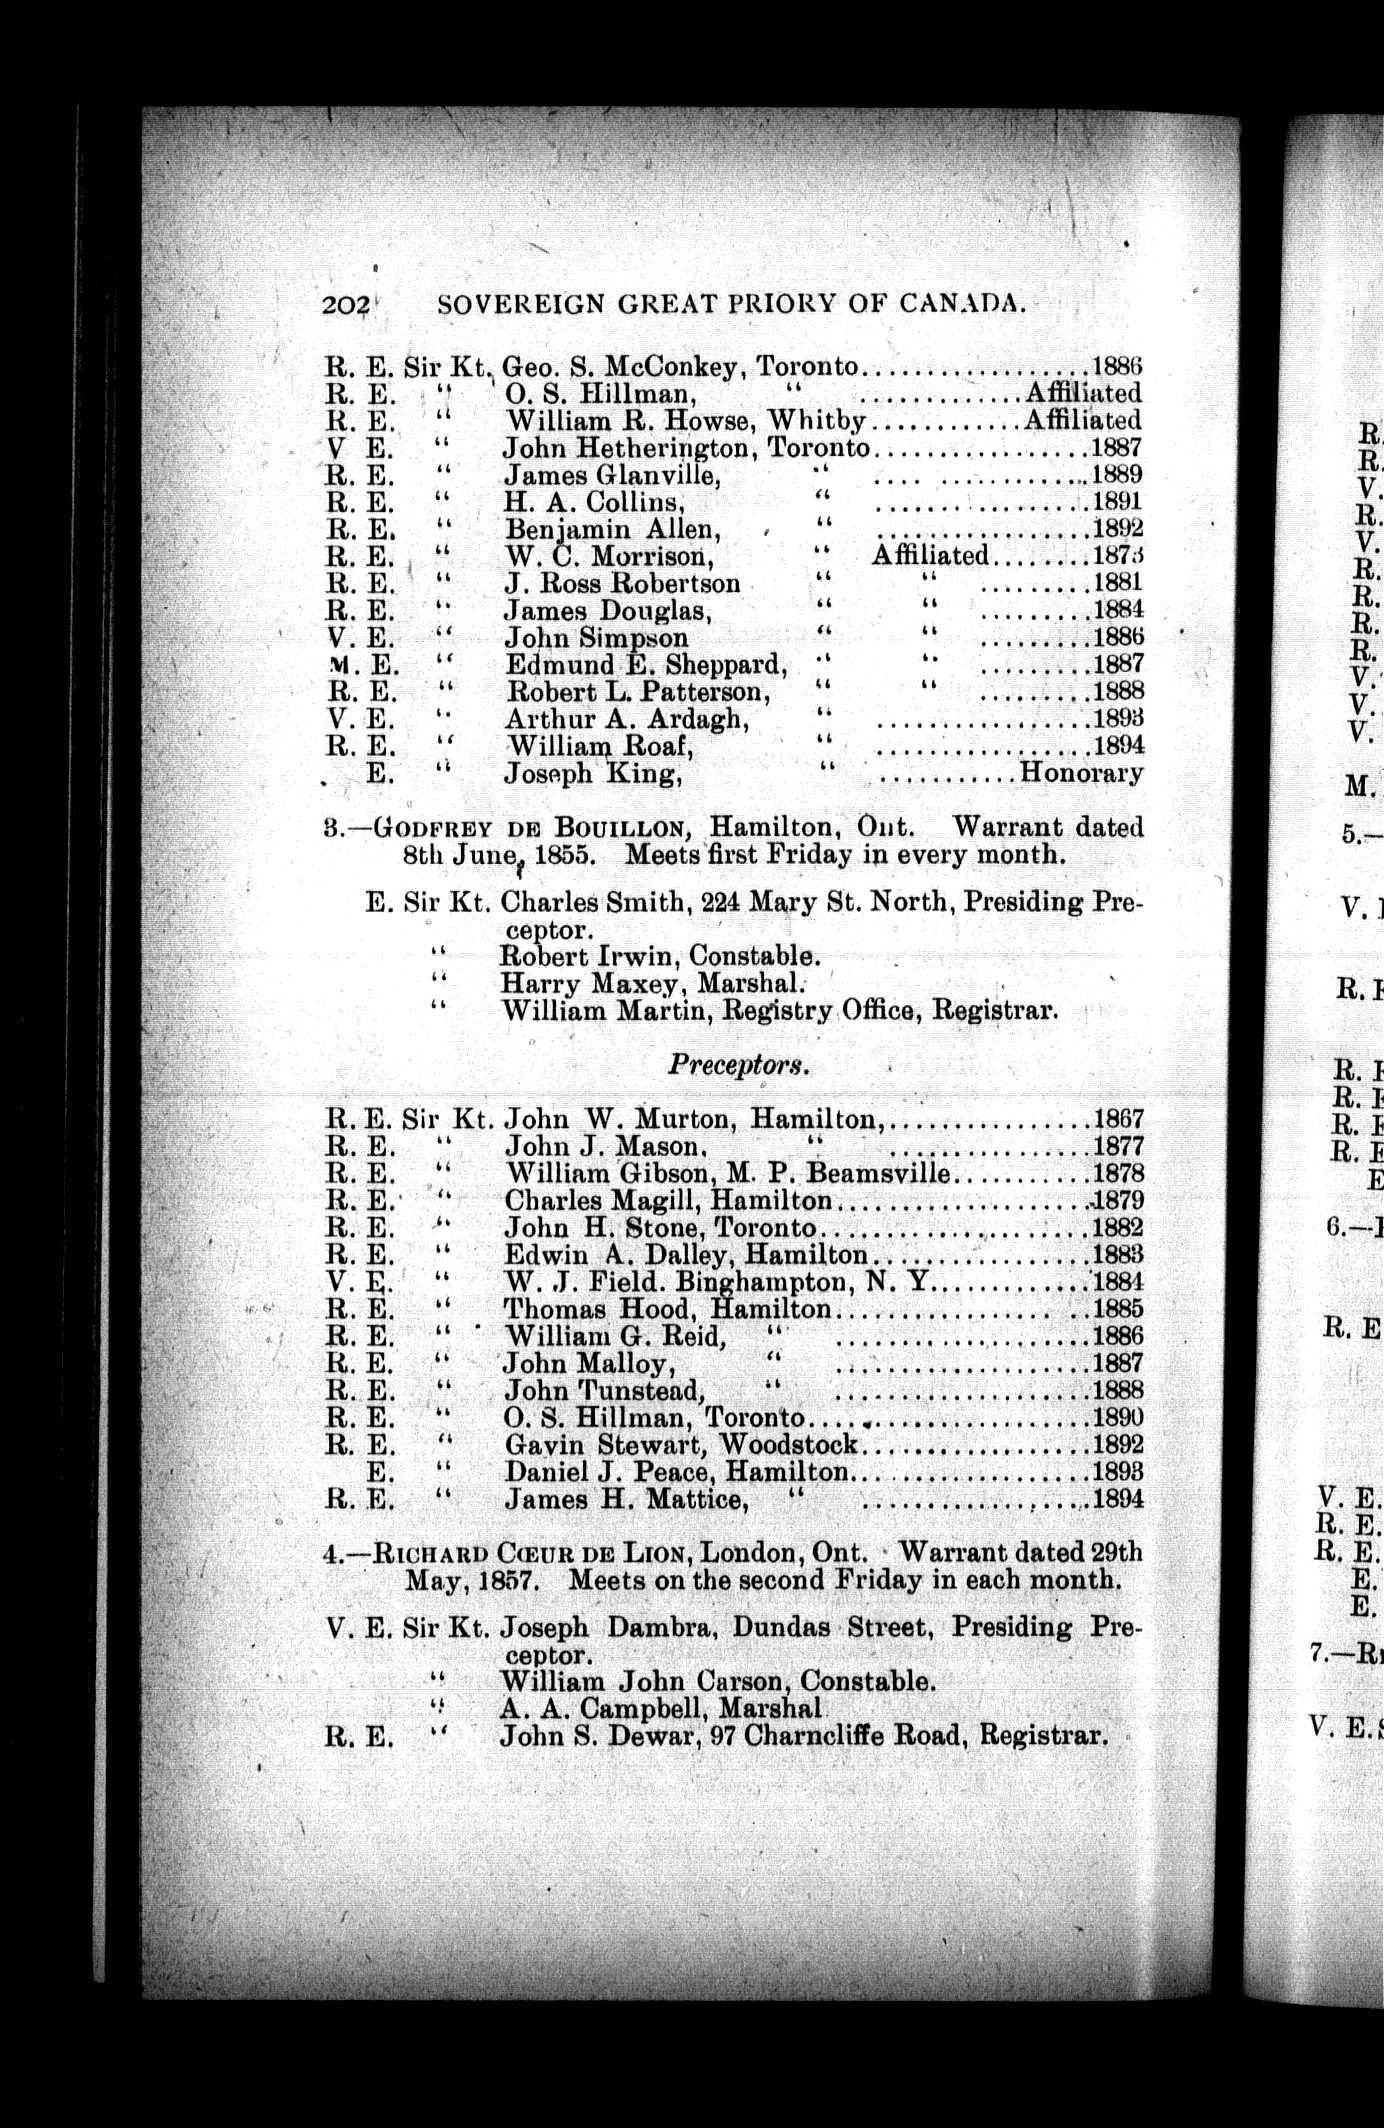 202 SOVEREIGN GREAT PRIORY OF CANADA.
R. E. Sir Kt. Geo. S. McConkey, Toronto..................1886
R. E. " O. S. Hillman, " .............Affiliated
R. E. " William R. Howse, Whitby............Affiliated
V E. " John Hetherington, Toronto................1887
R. E. " James Glanville, " .... ..............1889
R. E. " H. A. Collins, " .................1891
R. E. " Benjamin Allen, " .................1892
R. E. " W. C. Morrison, " Affiliated........1873
R. E. " J. Ross Robertson " " .........1881
R. E. " James Douglas, " " .........1884
V. E. " John Simpson " " .........1886
M. E. " Edmund E. Sheppard, " " .........1887
R. E. " Robert L. Patterson, " " .........1888
V. E. " Arthur A. Ardagh, " .................1893
R. E. " William Roaf, " .................1894
E. " Joseph King, " ...........Honorary
3.—GODFREY DE BOUILLON, Hamilton, Ont. Warrant dated
8th June, 1855. Meets first Friday in every month.
E. Sir Kt. Charles Smith, 224 Mary St. North, Presiding Pre-
ceptor.
" Robert Irwin, Constable.
" Harry Maxey, Marshal.
" William Martin, Registry Office, Registrar.
Preceptors.
R. E. Sir Kt. John W. Murton, Hamilton,................1867
R. E. " John J. Mason. " ................1877
R. E. " William Gibson, M. P. Beamsville...........1878
R. E. " Charles Magill, Hamilton....................1879
R. E. " John H. Stone, Toronto.....................1882
R. E. " Edwin A. Dalley, Hamilton.................1883
V. E. " W. J. Field. Binghampton, N. Y.............1884
R. E. " Thomas Hood, Hamilton................. ..1885
R. E. " William G. Reid, " ....................1886
R. E. " John Malloy, " ....................1887
R. E. " John Tunstead, " ....................1888
R. E. " O. S. Hillman, Toronto......................1890
R. E. " Gavin Stewart, Woodstock..................1892
E. " Daniel J. Peace, Hamilton...................1893
R. E. " James H. Mattice, " ..................1894
4.—RICHARD CŒUR DE LION, London, Ont. Warrant dated 29th
May, 1857. Meets on the second Friday in each month.
V. E. Sir Kt. Joseph Dambra, Dundas Street, Presiding Pre-
ceptor.
" William John Carson, Constable.
" A. A. Campbell, Marshal
R. E. " John S. Dewar, 97 Charncliffe Road, Registrar.
R.
R.
V.
R.
V.
R.
R.
R.
R.
V.
V.
V.
M.
5.—
V.
R.
R.
R.
R.
R.
E
6.—
R. E
V. E.
R. E.
R. E.
E.
E.
7.—
V. E.